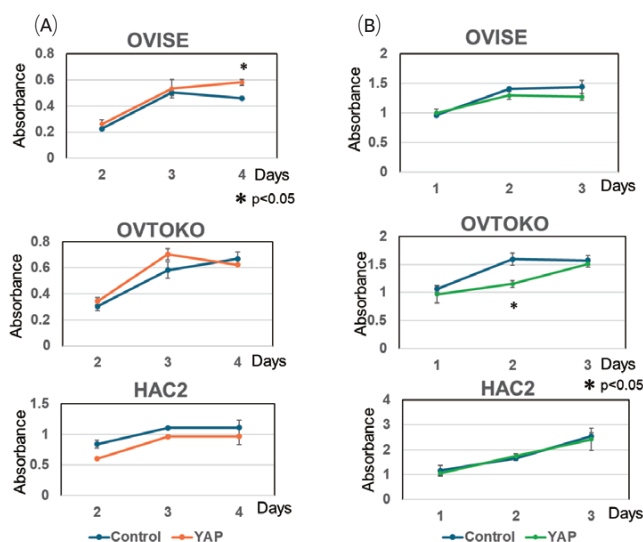 (A)
OVISE
Absorbance
0.8
0.6
0.4
0.2
0
*
2 3 4 Days
* p<0.05
OVTOKO
Absorbance
0.8
0.6
0.4
0.2
0
2 3 4 Days
HAC2
Absorbance
1.5
1
0.5
0
2 3 4 Days
Control YAP
(B)
OVISE
Absorbance
2
1.5
1
0.5
0
1 2 3 Days
OVTOKO
Absorbance
2
1.5
1
0.5
0
*
1 2 3 Days
* p<0.05
HAC2
Absorbance
4
3
2
1
0
1 2 3 Days
Control YAP